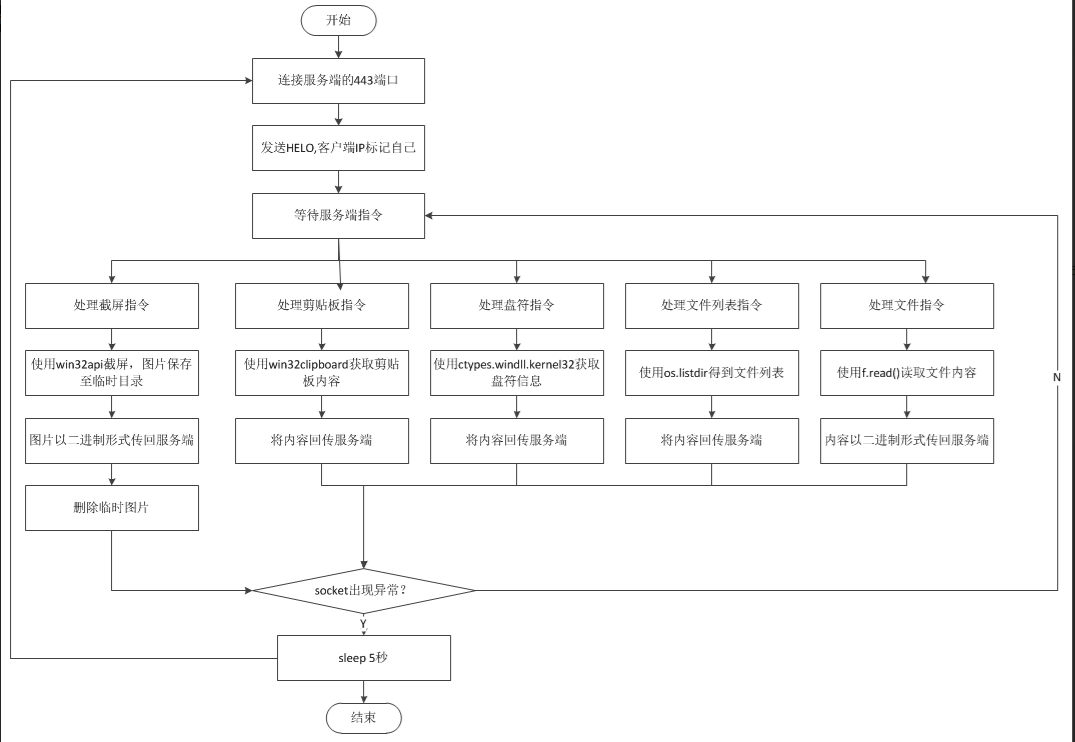 开始
连接服务端的443端口
发送HELO,客户端IP标记自己
等待服务端指令
处理截屏指令
处理剪贴板指令
处理盘符指令
处理文件列表指令
处理文件指令
使用win32api截屏，图片保存
至临时目录
使用win32clipboard获取剪贴
板内容
使用ctypes.windll.kernel32获取
盘符信息
使用os.listdir得到文件列表
使用f.read()读取文件内容
N
图片以二进制形式传回服务端
将内容回传服务端
将内容回传服务端
将内容回传服务端
内容以二进制形式传回服务端
删除临时图片
socket出现异常？
Y
sleep 5秒
结束